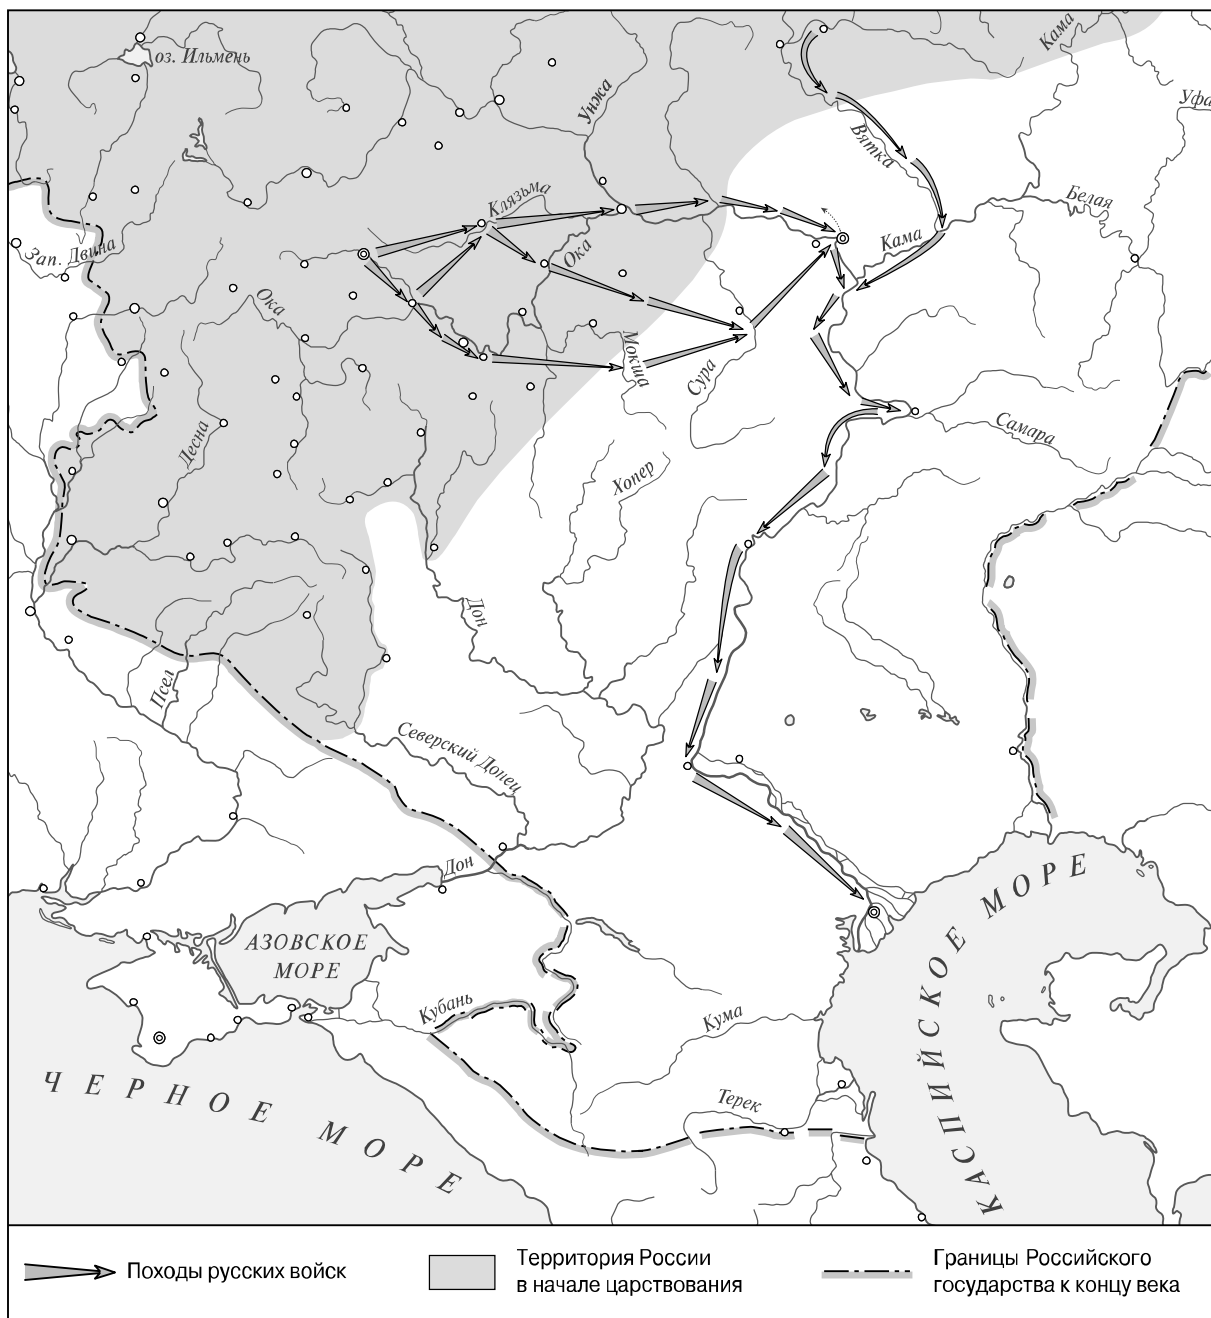 Кама
оз. Ильмень
Унжа
Уфа
Вятка
Клязьма
Белая
Зап. Двина
Ока
Кама
Ока
Мокша
Сура
Десна
Самара
Хопер
Дон
Псел
Северский Донец
Дон
КАСПИЙСКОЕ МОРЕ
АЗОВСКОЕ
МОРЕ
Кубань
Кума
ЧЕРНОЕ МОРЕ
Терек
Походы русских войск
Территория России
в начале царствования
Границы Российского
государства к концу века